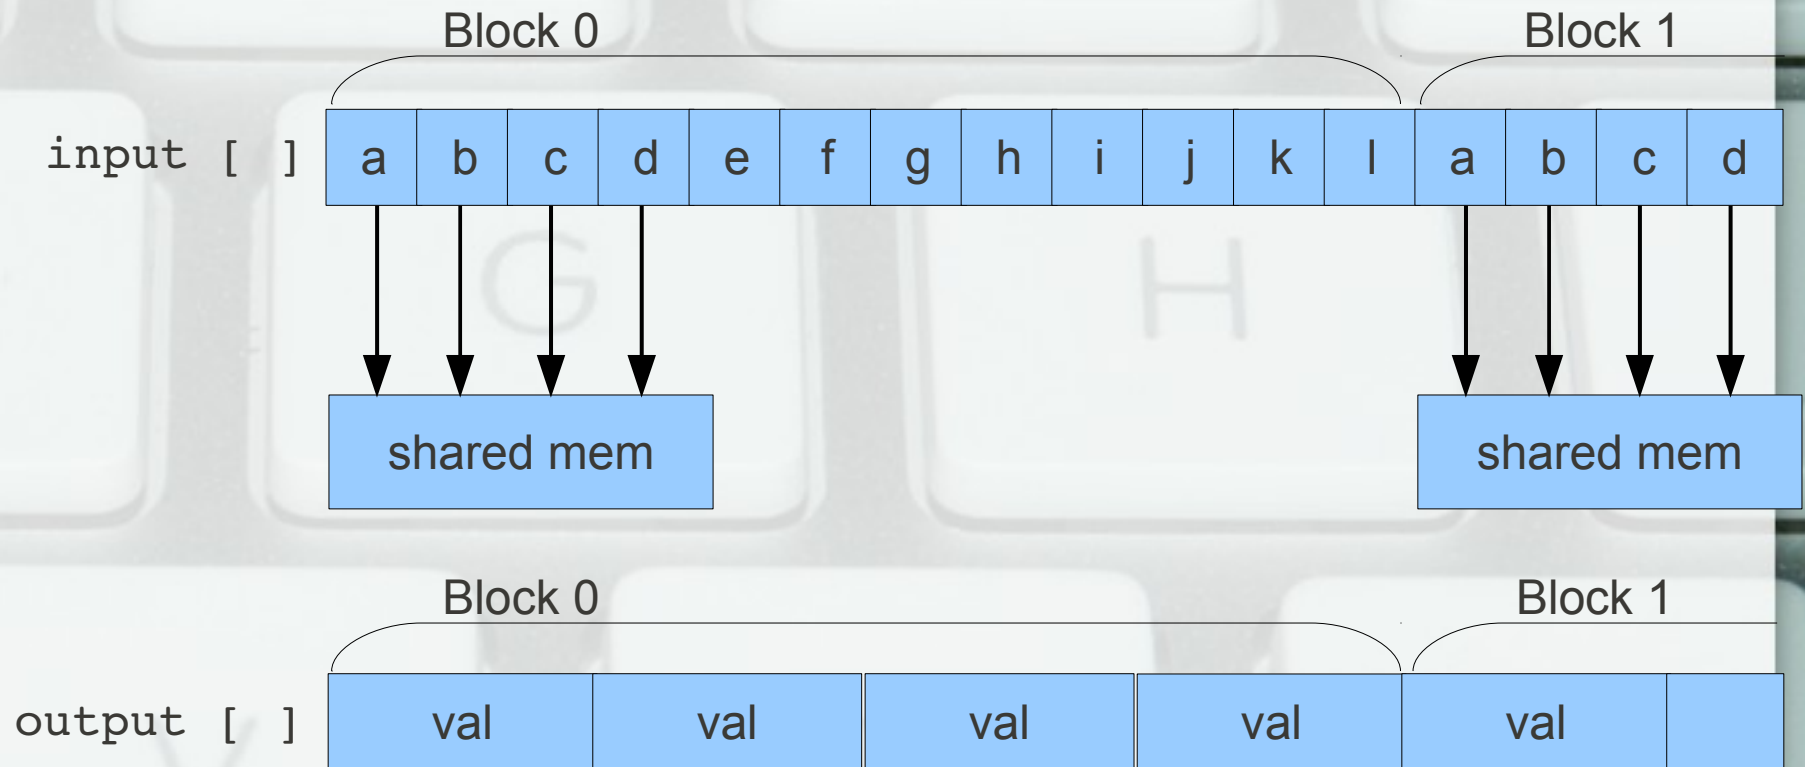 Block 0 Block 1
input [ ] a b c d e f g h i j k l a b c d
G H
shared mem shared mem
Block 0 Block 1
output [ ] val val val val val